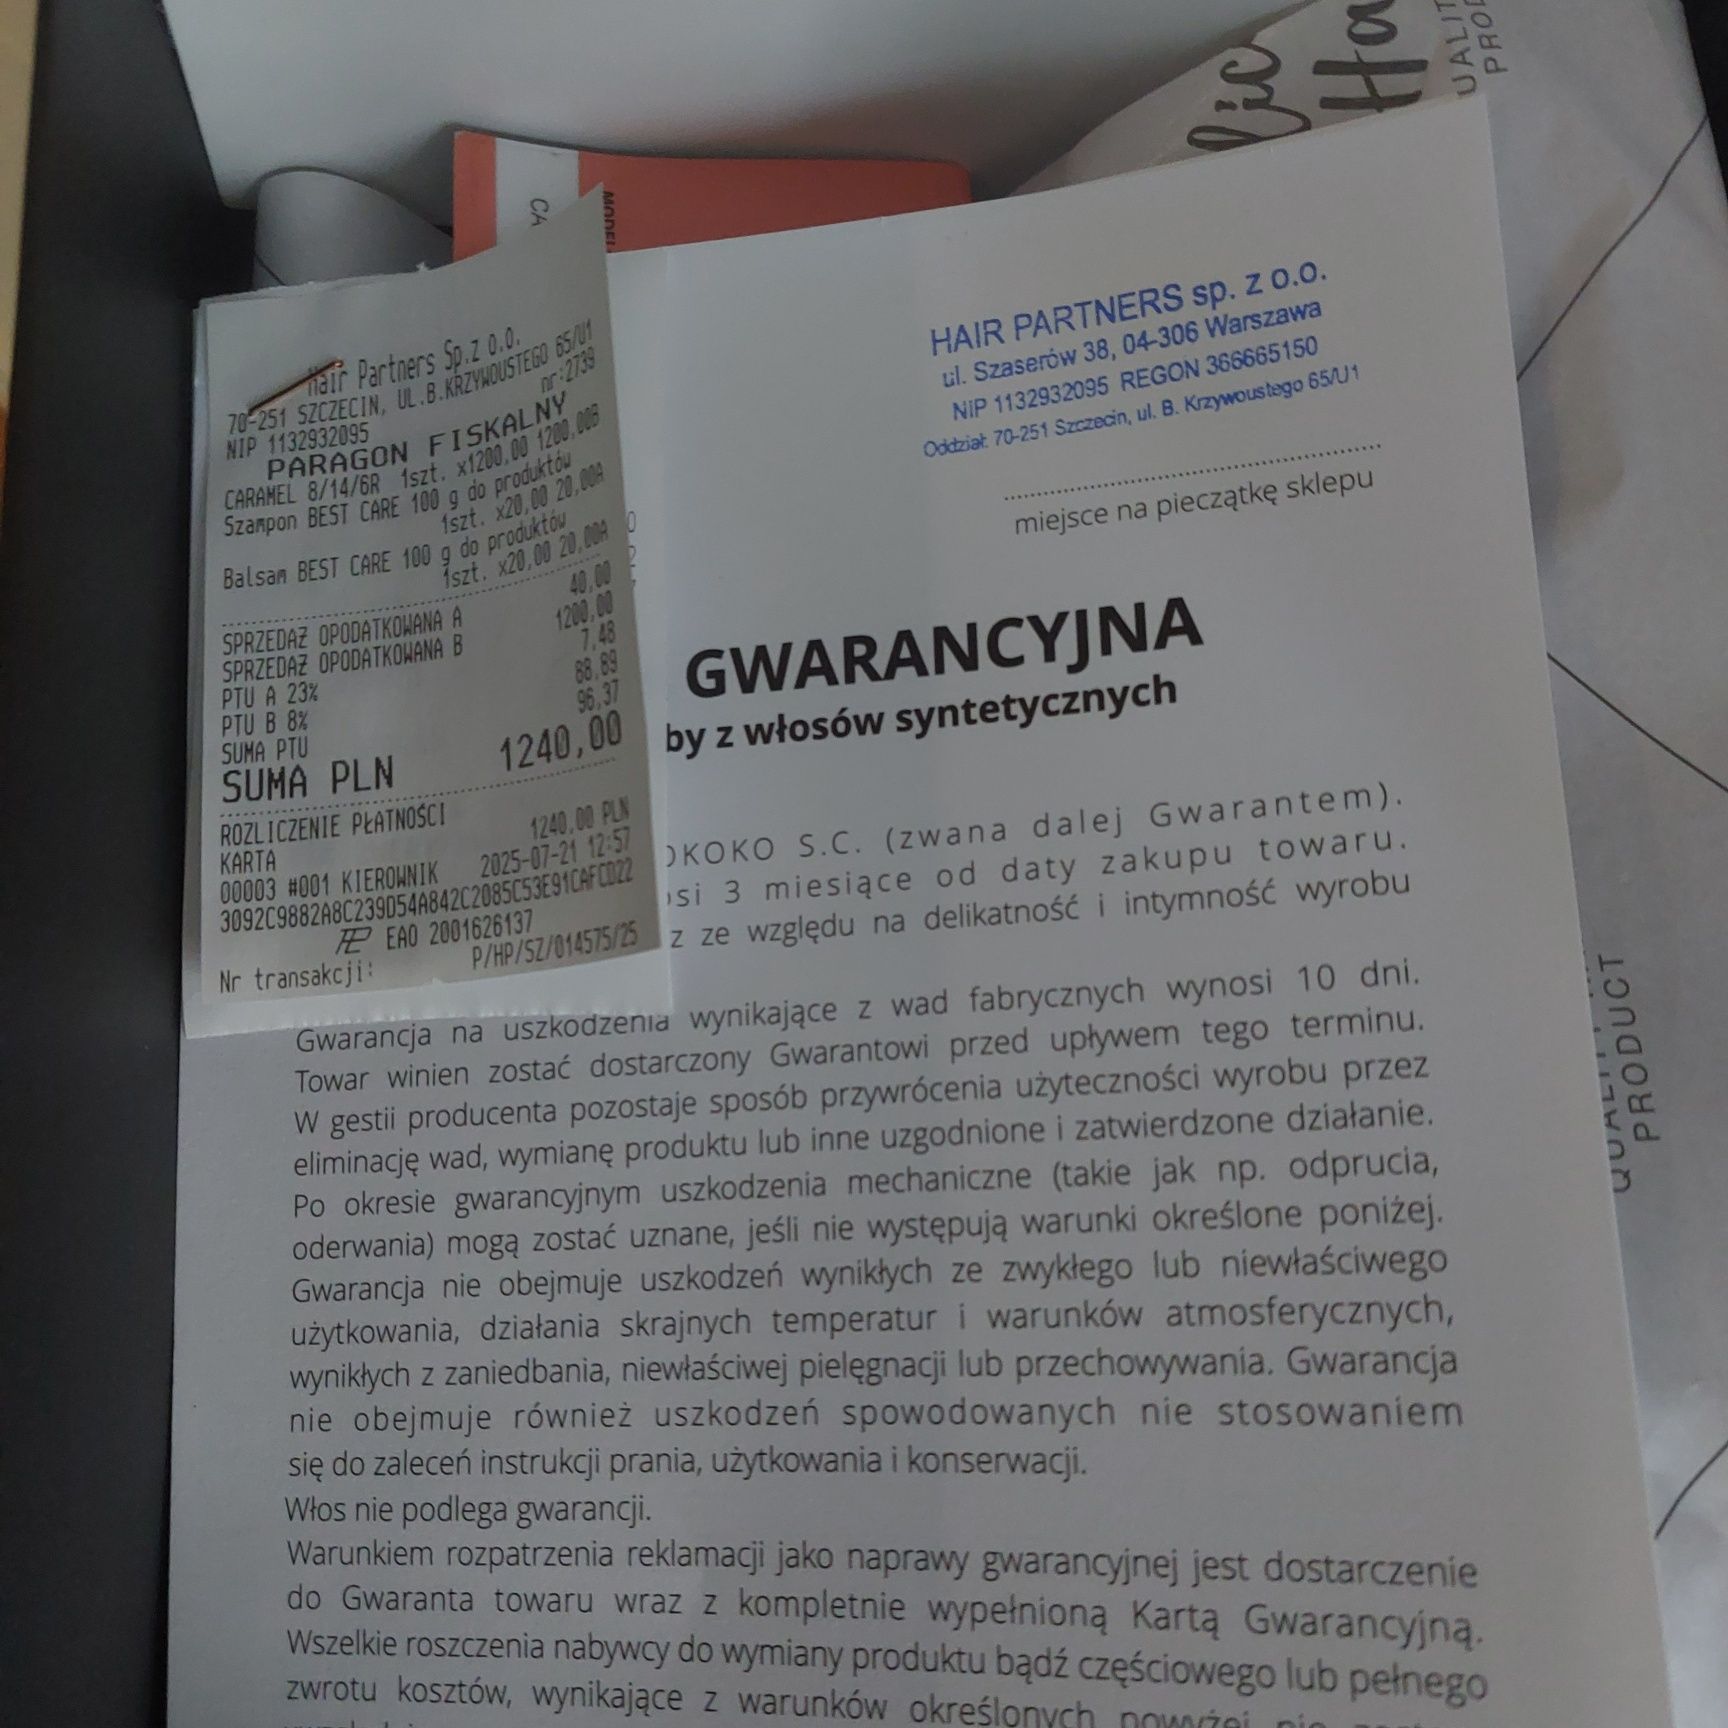 lic
Ha
UALIT
PROD
MODEL
CA
Hair Partners Sp.z o.o.
70-251 SZCZECIN, UL.B.KRZYWOUSTEGO 65/U1
NIP 1132932095
nr:2739
PARAGON FISKALNY
CARAMEL 8/14/6R 1szt. x1200,00 1200,00B
Szampon BEST CARE 100 g do produktów
1szt. x20,00 20,00A
Balsam BEST CARE 100 g do produktów
1szt. x20,00 20,00A
SPRZEDAŻ OPODATKOWANA A 40,00
SPRZEDAŻ OPODATKOWANA B 1200,00
PTU A 23% 7,48
PTU B 8% 88,89
SUMA PTU 96,37
SUMA PLN 1240,00
ROZLICZENIE PŁATNOŚCI
KARTA 1240,00 PLN
00003 #001 KIEROWNIK 2025-07-21 12:57
3092C9882A8C239D54A842C2085C53E91CAFCD22
EAO 2001626137
Nr transakcji: P/HP/SZ/014575/25
HAIR PARTNERS sp. z o.o.
ul. Szaserów 38, 04-306 Warszawa
NIP 1132932095 REGON 366665150
Oddział: 70-251 Szczecin, ul. B. Krzywoustego 65/U1
miejsce na pieczątkę sklepu
GWARANCYJNA
by z włosów syntetycznych
OKOKO S.C. (zwana dalej Gwarantem).
si 3 miesiące od daty zakupu towaru.
z ze względu na delikatność i intymność wyrobu
Gwarancja na uszkodzenia wynikające z wad fabrycznych wynosi 10 dni.
Towar winien zostać dostarczony Gwarantowi przed upływem tego terminu.
W gestii producenta pozostaje sposób przywrócenia użyteczności wyrobu przez
eliminację wad, wymianę produktu lub inne uzgodnione i zatwierdzone działanie.
Po okresie gwarancyjnym uszkodzenia mechaniczne (takie jak np. odprucia,
oderwania) mogą zostać uznane, jeśli nie występują warunki określone poniżej.
Gwarancja nie obejmuje uszkodzeń wynikłych ze zwykłego lub niewłaściwego
użytkowania, działania skrajnych temperatur i warunków atmosferycznych,
wynikłych z zaniedbania, niewłaściwej pielęgnacji lub przechowywania. Gwarancja
nie obejmuje również uszkodzeń spowodowanych nie stosowaniem
się do zaleceń instrukcji prania, użytkowania i konserwacji.
Włos nie podlega gwarancji.
Warunkiem rozpatrzenia reklamacji jako naprawy gwarancyjnej jest dostarczenie
do Gwaranta towaru wraz z kompletnie wypełnioną Kartą Gwarancyjną.
Wszelkie roszczenia nabywcy do wymiany produktu bądź częściowego lub pełnego
zwrotu kosztów, wynikające z warunków określonych powyżej nie
PRODUCT